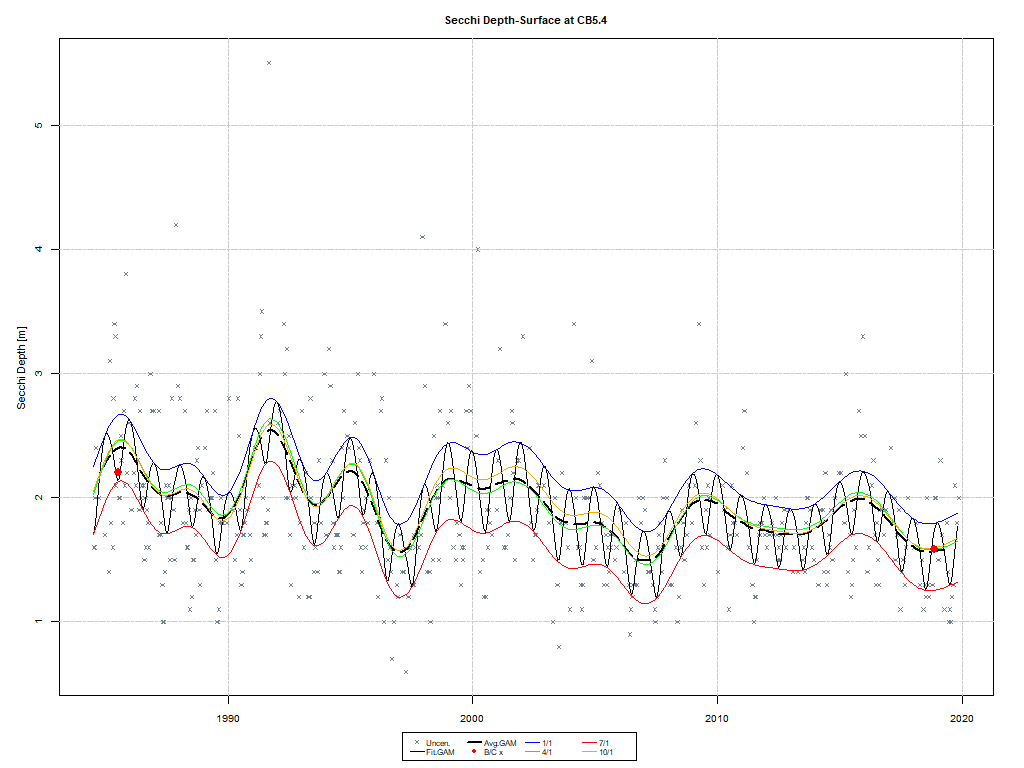 Secchi Depth-Surface at CB5.4
Secchi Depth [m]
5
4
3
2
1
1990 2000 2010 2020
Uncen. Avg.GAM 1/1 7/1
Fit.GAM B/C x 4/1 10/1